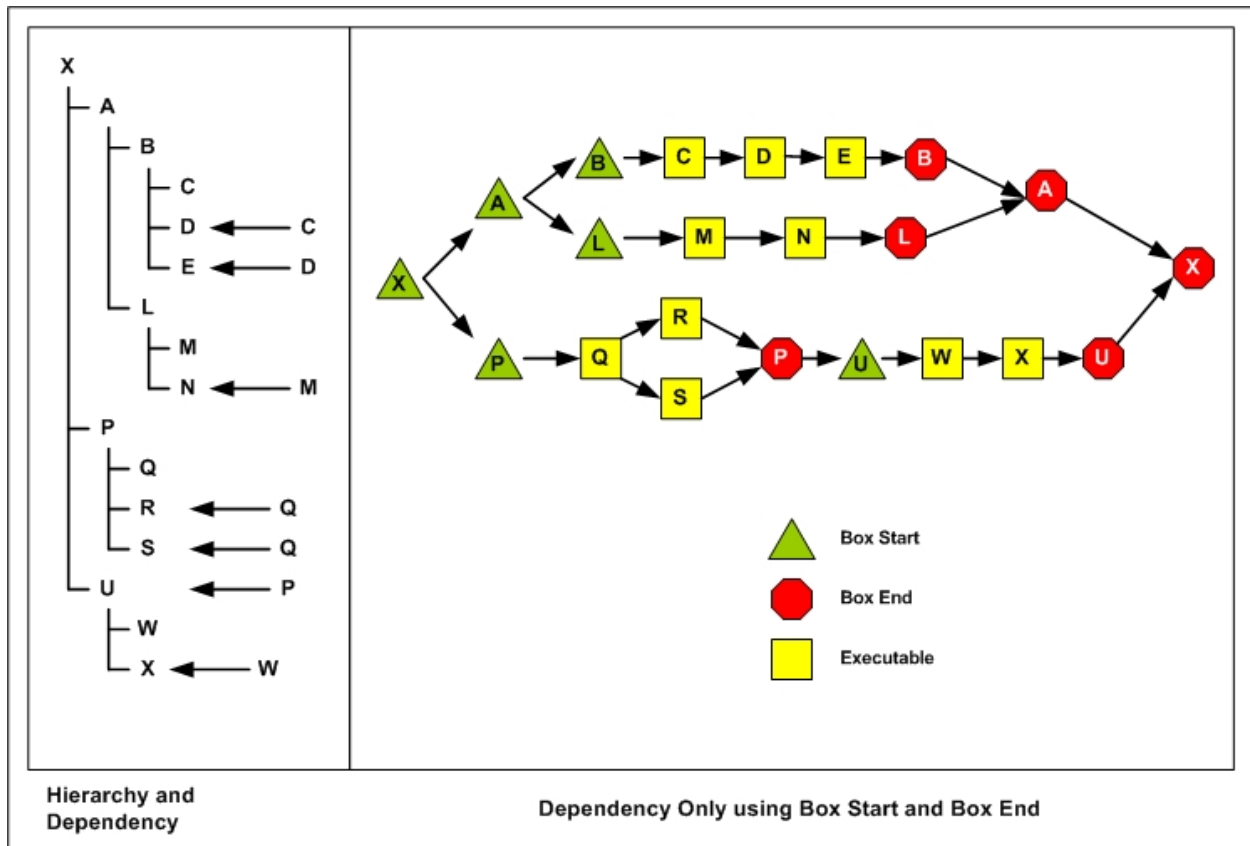 X
A
B
C
D C
E D
L
M
N M
P
Q
R Q
S Q
U P
W
X W
B C D E B
A A
L M N L
X X
R
P Q P U W X U
S
Box Start
Box End
Executable
Hierarchy and
Dependency
Dependency Only using Box Start and Box End